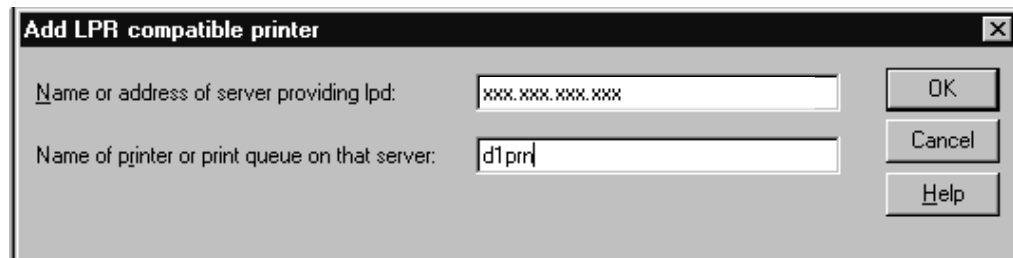 Add LPR compatible printer
Name or address of server providing lpd: xxx.xxx.xxx.xxx OK
Name of printer or print queue on that server: d1prn Cancel
Help